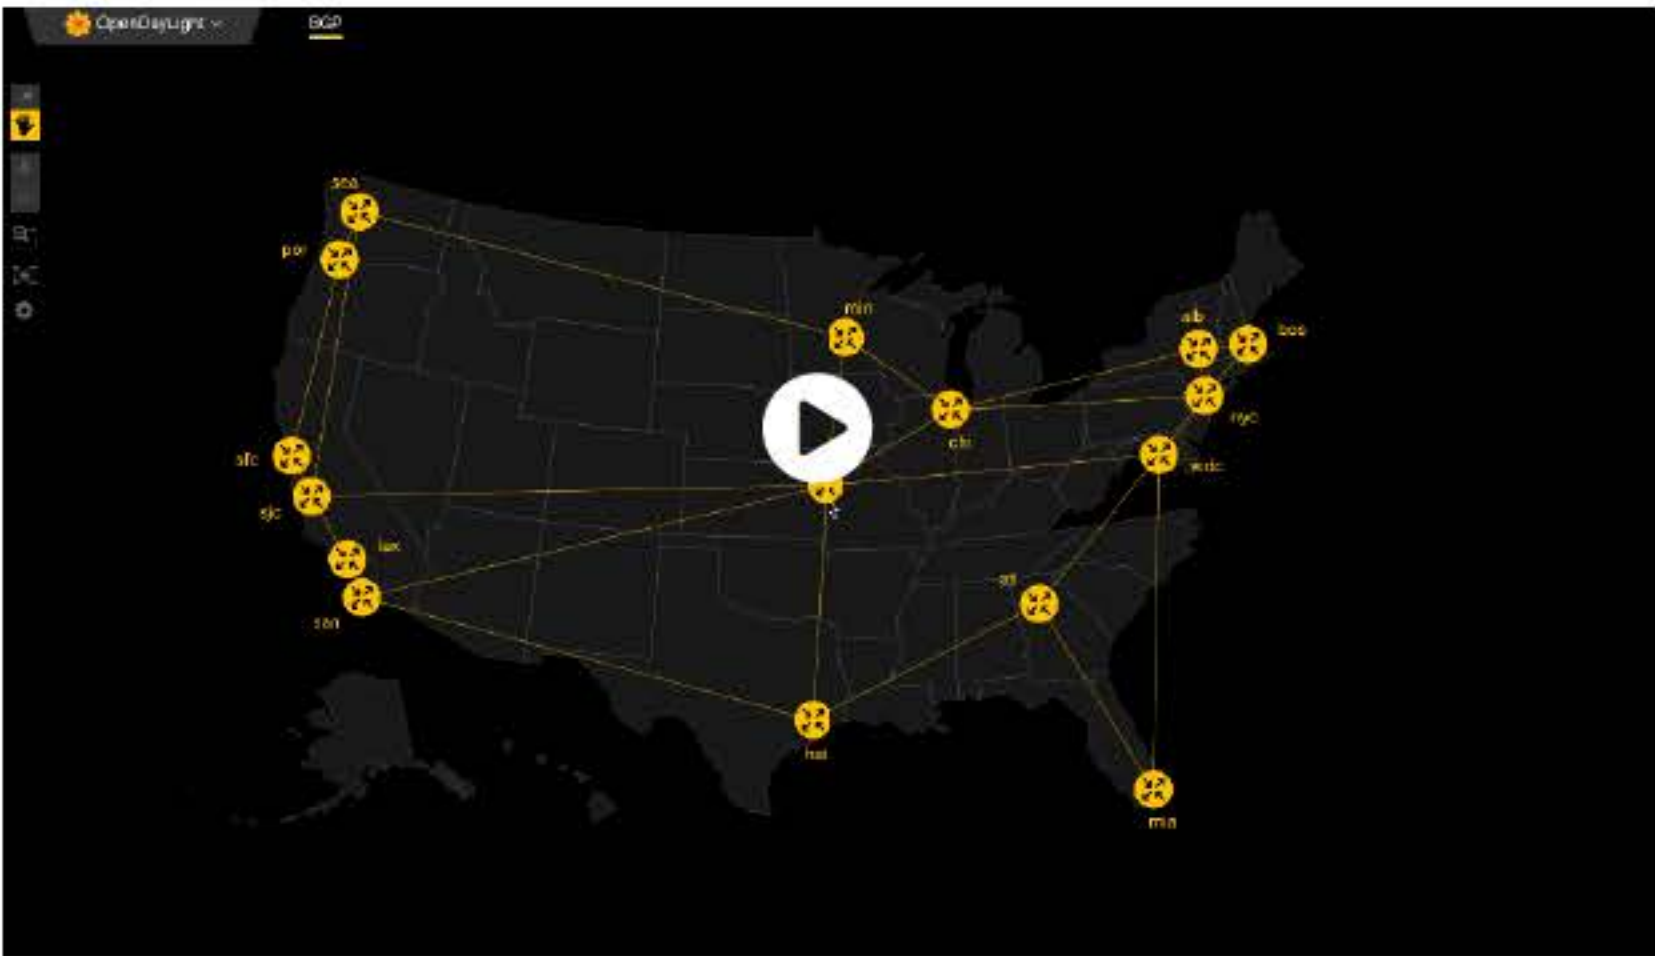 OpenDayLight
BGP
sea
por
min
alb
bos
nyc
chi
sfc
wdc
sjc
lax
atl
san
hst
mia